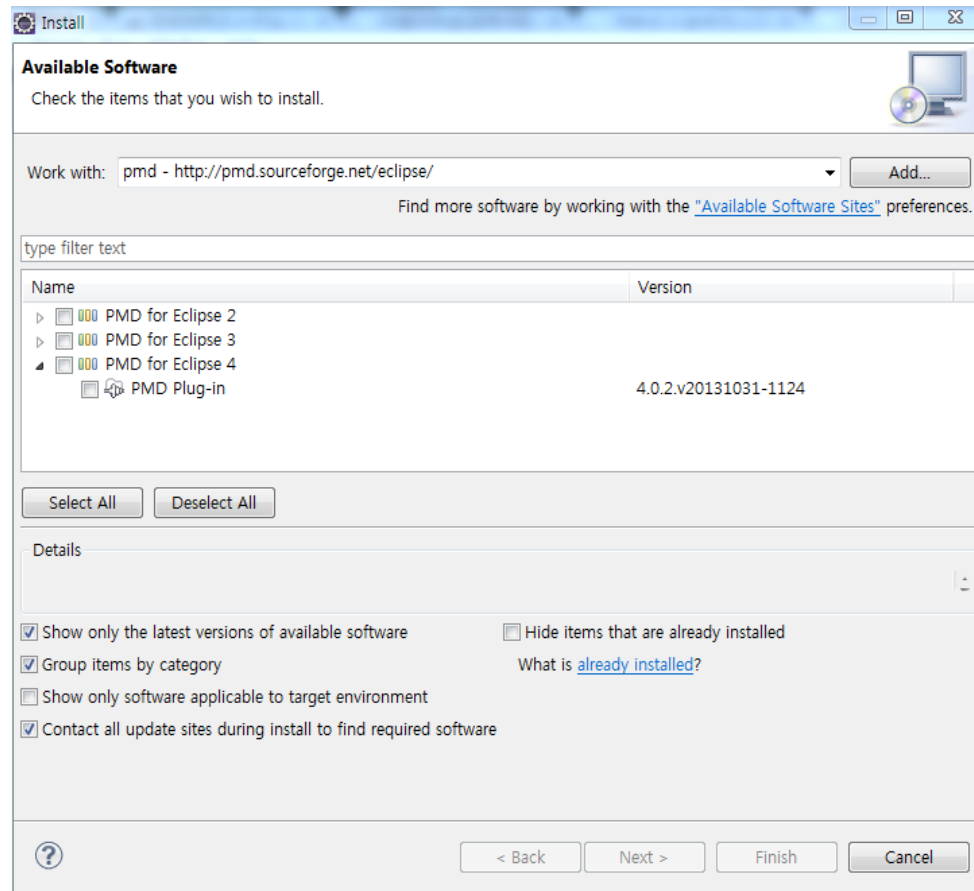 Install
Available Software
Check the items that you wish to install.
Work with: pmd - http://pmd.sourceforge.net/eclipse/ Add...
Find more software by working with the "Available Software Sites" preferences.
type filter text
Name Version
PMD for Eclipse 2
PMD for Eclipse 3
PMD for Eclipse 4
PMD Plug-in 4.0.2.v20131031-1124
Select All Deselect All
Details
Show only the latest versions of available software Hide items that are already installed
Group items by category What is already installed?
Show only software applicable to target environment
Contact all update sites during install to find required software
? < Back Next > Finish Cancel